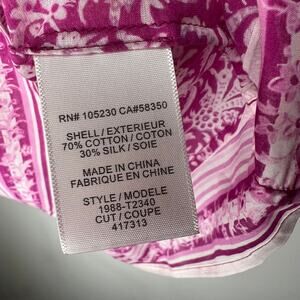 RN# 105230 CA#58350
SHELL / EXTERIEUR
70% COTTON / COTON
30% SILK / SOIE
MADE IN CHINA
FABRIQUE EN CHINE
STYLE / MODELE
1988-T2340
CUT / COUPE
417313